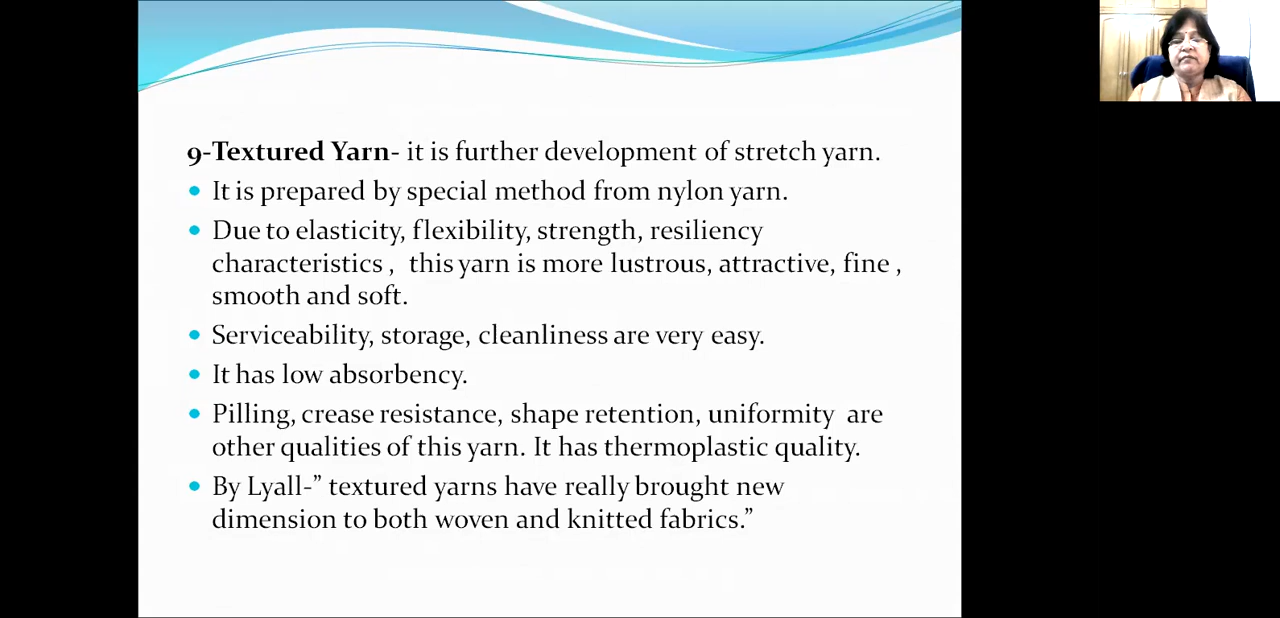 9-Textured Yarn- it is further development of stretch yarn.
It is prepared by special method from nylon yarn.
Due to elasticity, flexibility, strength, resiliency
characteristics , this yarn is more lustrous, attractive, fine ,
smooth and soft.
Serviceability, storage, cleanliness are very easy.
It has low absorbency.
Pilling, crease resistance, shape retention, uniformity are
other qualities of this yarn. It has thermoplastic quality.
By Lyall-” textured yarns have really brought new
dimension to both woven and knitted fabrics.”